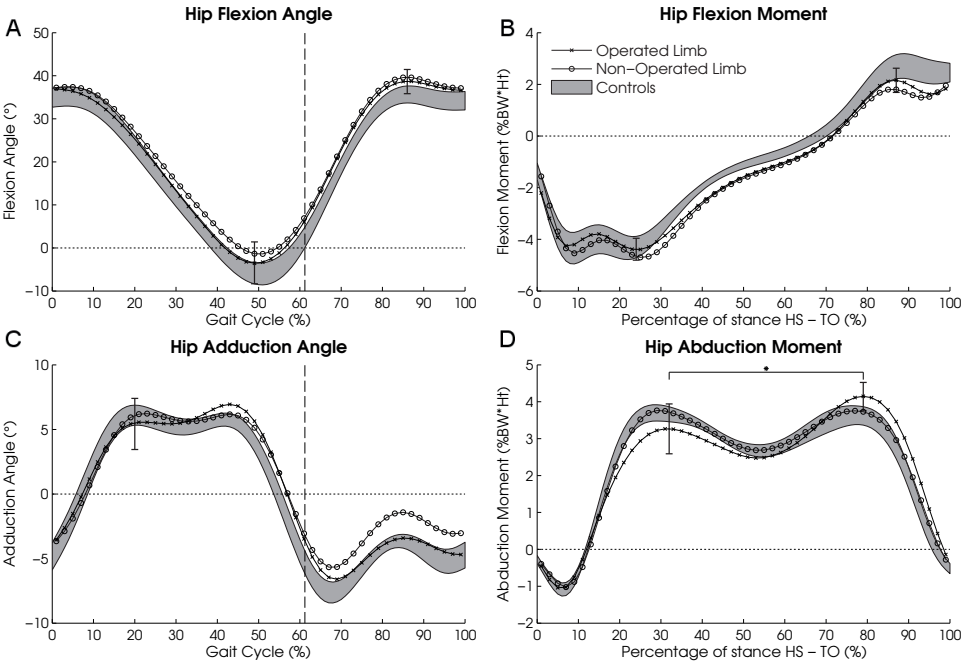 A
Hip Flexion Angle
Flexion Angle (°)
50
40
30
20
10
0
−10
0 10 20 30 40 50 60 70 80 90 100
Gait Cycle (%)
B
Hip Flexion Moment
Flexion Moment (%BW*Ht)
4
2
0
−2
−4
−6
Operated Limb
Non−Operated Limb
Controls
0 10 20 30 40 50 60 70 80 90 100
Percentage of stance HS − TO (%)
C
Hip Adduction Angle
Adduction Angle (°)
10
5
0
−5
−10
0 10 20 30 40 50 60 70 80 90 100
Gait Cycle (%)
D
Hip Abduction Moment
Abduction Moment (%BW*Ht)
5
4
3
2
1
0
−1
−2
*
0 10 20 30 40 50 60 70 80 90 100
Percentage of stance HS − TO (%)